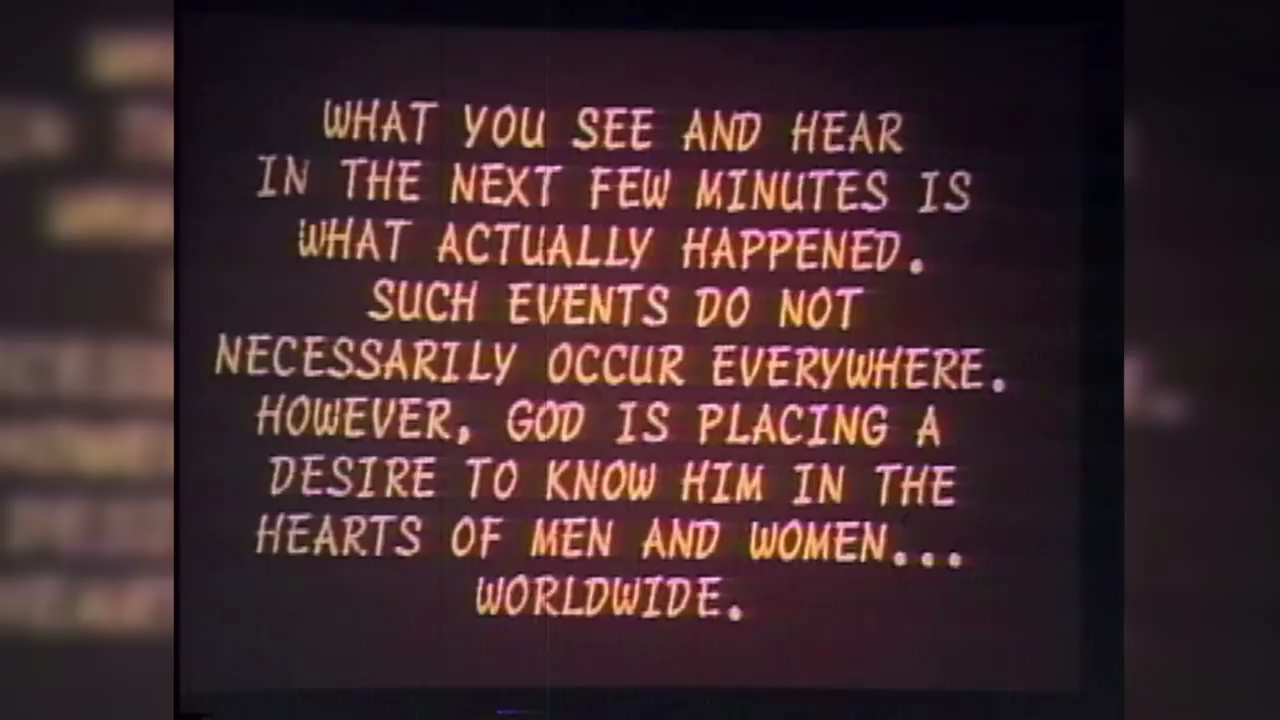 WHAT YOU SEE AND HEAR
IN THE NEXT FEW MINUTES IS
WHAT ACTUALLY HAPPENED.
SUCH EVENTS DO NOT
NECESSARILY OCCUR EVERYWHERE.
HOWEVER, GOD IS PLACING A
DESIRE TO KNOW HIM IN THE
HEARTS OF MEN AND WOMEN...
WORLDWIDE.